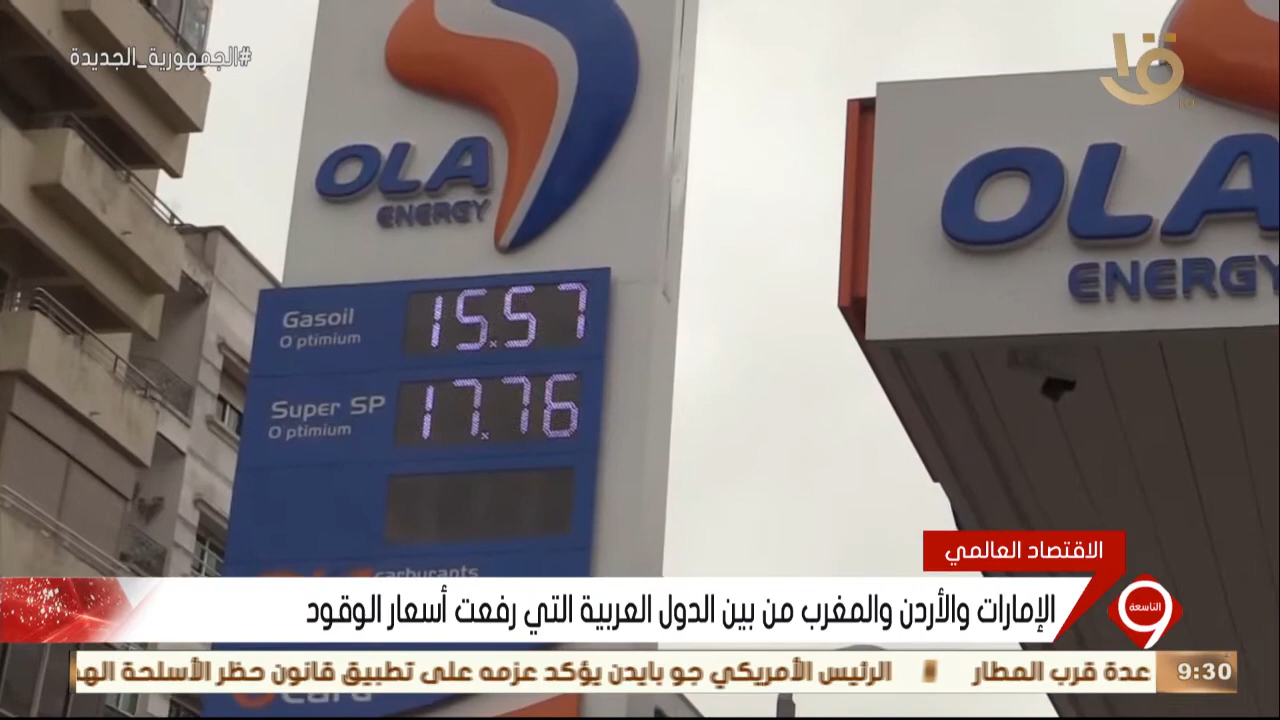 #الجمهورية_الجديدة
OLA
ENERGY
OLA
ENERGY
Gasoil
Optimium
15.57
Super SP
Optimium
17.76
carburants
الاقتصاد العالمي
الإمارات والأردن والمغرب من بين الدول العربية التي رفعت أسعار الوقود
التاسعة
9
9:30
عدة قرب المطار
الرئيس الأمريكي جو بايدن يؤكد عزمه على تطبيق قانون حظر الأسلحة